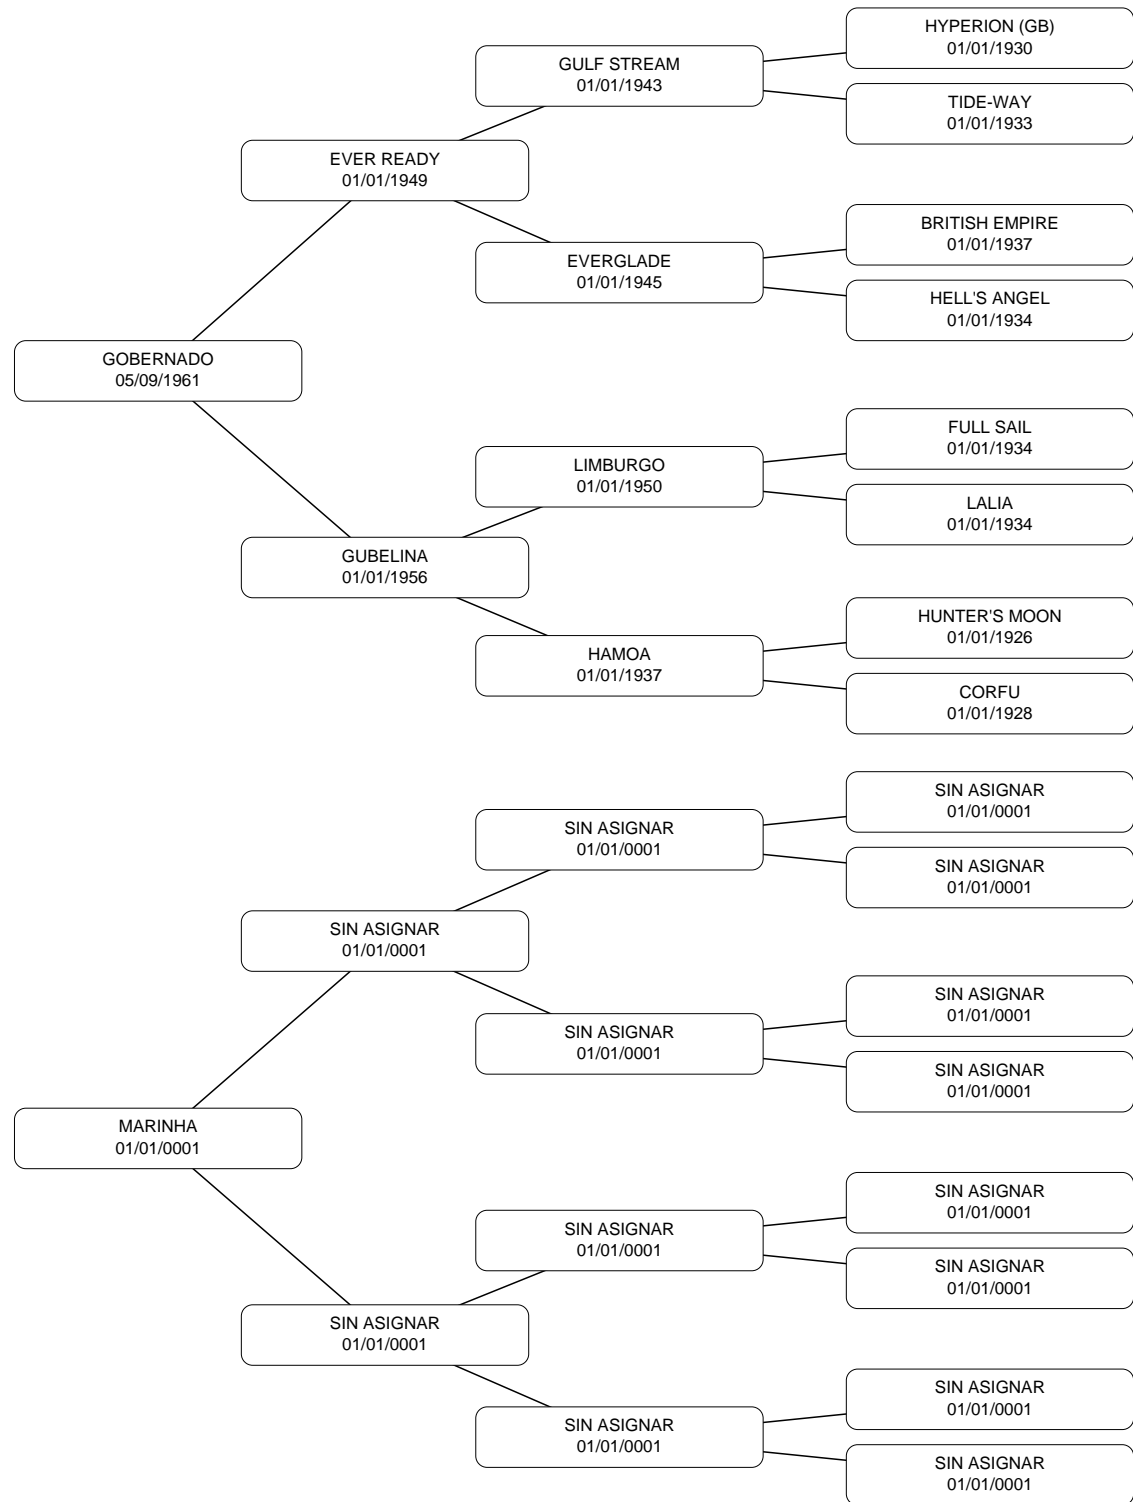 HYPERION (GB)
01/01/1930
GULF STREAM
01/01/1943
TIDE-WAY
01/01/1933
EVER READY
01/01/1949
BRITISH EMPIRE
01/01/1937
EVERGLADE
01/01/1945
HELL'S ANGEL
01/01/1934
GOBERNADO
05/09/1961
FULL SAIL
01/01/1934
LIMBURGO
01/01/1950
LALIA
01/01/1934
GUBELINA
01/01/1956
HUNTER'S MOON
01/01/1926
HAMOA
01/01/1937
CORFU
01/01/1928
SIN ASIGNAR
01/01/0001
SIN ASIGNAR
01/01/0001
SIN ASIGNAR
01/01/0001
SIN ASIGNAR
01/01/0001
SIN ASIGNAR
01/01/0001
SIN ASIGNAR
01/01/0001
SIN ASIGNAR
01/01/0001
MARINHA
01/01/0001
SIN ASIGNAR
01/01/0001
SIN ASIGNAR
01/01/0001
SIN ASIGNAR
01/01/0001
SIN ASIGNAR
01/01/0001
SIN ASIGNAR
01/01/0001
SIN ASIGNAR
01/01/0001
SIN ASIGNAR
01/01/0001